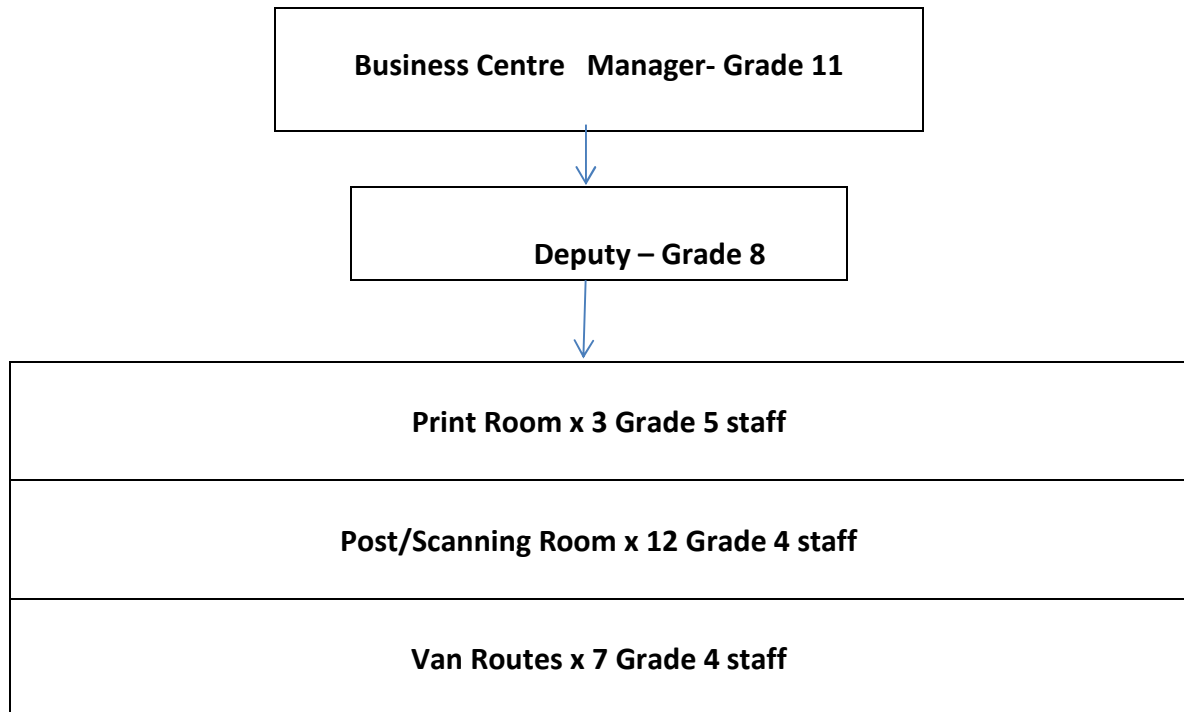 Business Centre   Manager- Grade 11
Deputy – Grade 8
Print Room x 3 Grade 5 staff
Post/Scanning Room x 12 Grade 4 staff
Van Routes x 7 Grade 4 staff